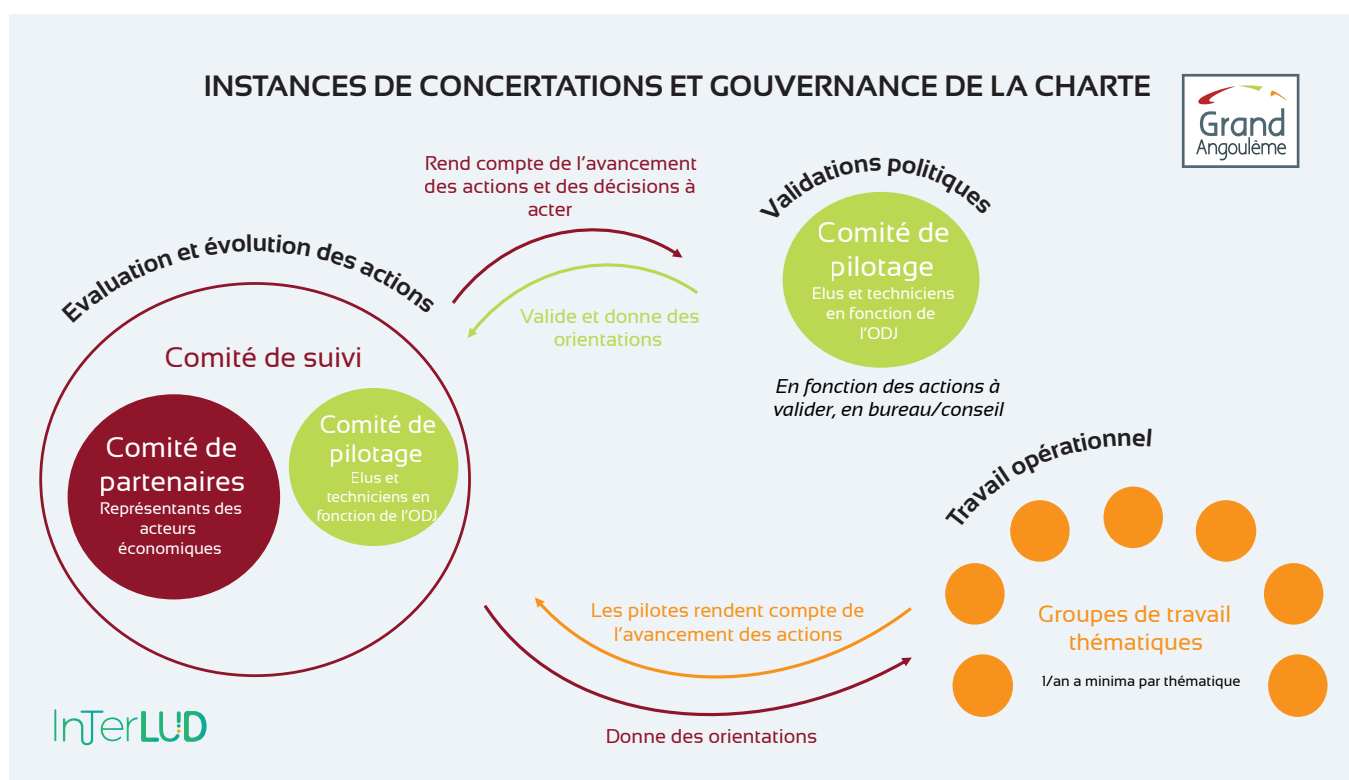 INSTANCES DE CONCERTATIONS ET GOUVERNANCE DE LA CHARTE
Grand
Angoulême
Rend compte de l'avancement
des actions et des décisions à
acter
Validations politiques
Comité de
pilotage
Elus et techniciens
en fonction de
l'ODJ
En fonction des actions à
valider, en bureau/conseil
Valide et donne des
orientations
Evaluation et évolution des actions
Comité de suivi
Comité de
partenaires
Représentants des
acteurs
économiques
Comité de
pilotage
Elus et
techniciens en
fonction de l'ODJ
Travail opérationnel
Groupes de travail
thématiques
1/an a minima par thématique
Les pilotes rendent compte de
l'avancement des actions
Donne des orientations
InTerLUD